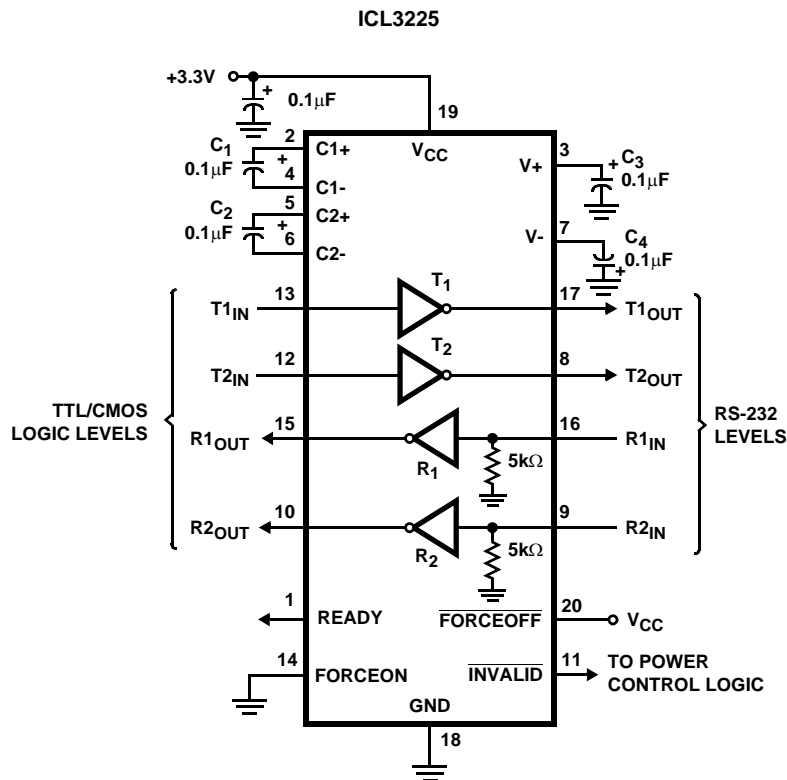 ICL3225
+3.3V
+
0.1μF
19
2
C1+
VCC
3
V+
+
C3
0.1μF
C1
0.1μF
+
4
C1-
5
C2+
C2
0.1μF
+
6
C2-
7
V-
C4
0.1μF
+
T1
T1IN
13
17
T1OUT
T2
T2IN
12
8
T2OUT
TTL/CMOS
LOGIC LEVELS
RS-232
LEVELS
R1OUT
15
16
R1IN
R1
5kΩ
R2OUT
10
9
R2IN
R2
5kΩ
1
READY
FORCEOFF
20
VCC
14
FORCEON
INVALID
11
TO POWER
CONTROL LOGIC
GND
18